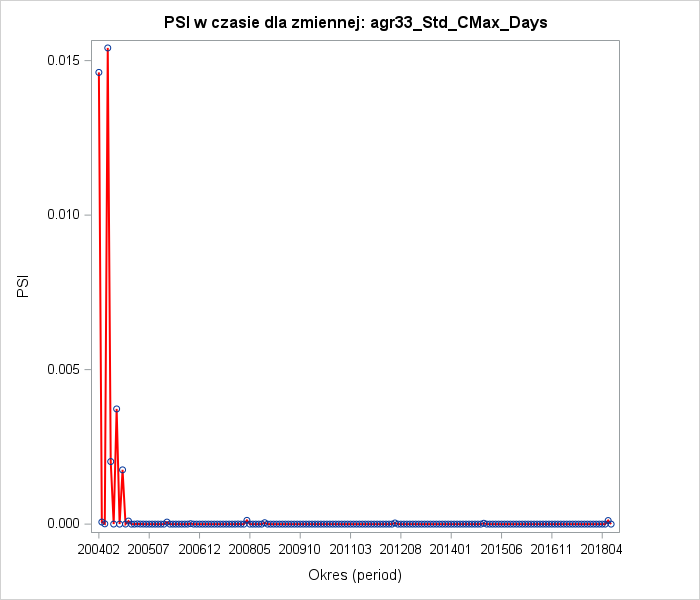 PSI w czasie dla zmiennej: agr33_Std_CMax_Days
0.015
0.010
0.005
0.000
PSI
200402 200507 200612 200805 200910 201103 201208 201401 201506 201611 201804
Okres (period)